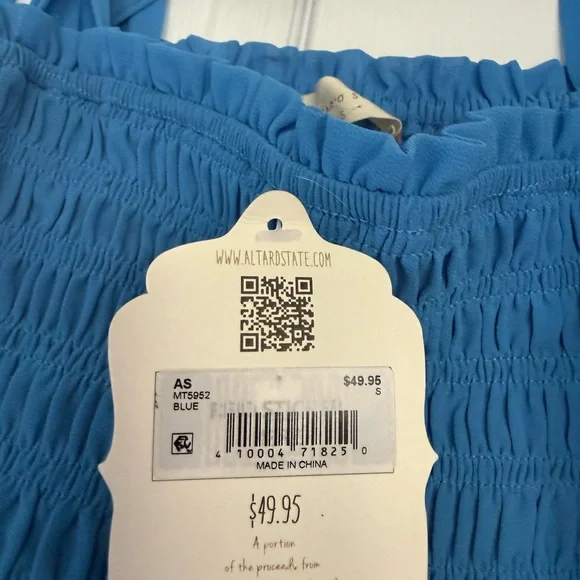 WWW.ALTARDSTATE.COM
AS $49.95
MT5952 S
BLUE
4 10004 71825 0
MADE IN CHINA
$49.95
A portion
of the proceeds from